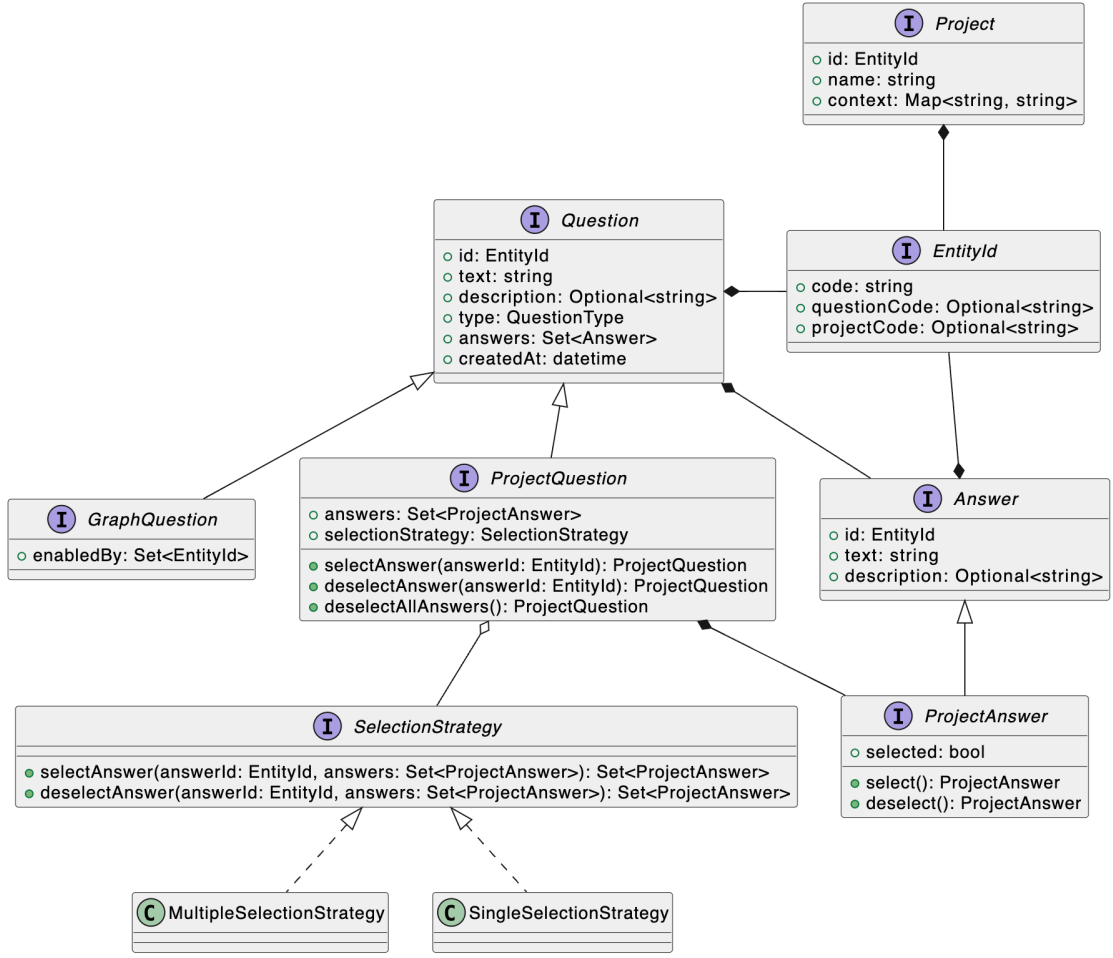 I Project
id: EntityId
name: string
context: Map<string, string>
I Question
id: EntityId
text: string
description: Optional<string>
type: QuestionType
answers: Set<Answer>
createdAt: datetime
I EntityId
code: string
questionCode: Optional<string>
projectCode: Optional<string>
I GraphQuestion
enabledBy: Set<EntityId>
I ProjectQuestion
answers: Set<ProjectAnswer>
selectionStrategy: SelectionStrategy
selectAnswer(answerId: EntityId): ProjectQuestion
deselectAnswer(answerId: EntityId): ProjectQuestion
deselectAllAnswers(): ProjectQuestion
I Answer
id: EntityId
text: string
description: Optional<string>
I SelectionStrategy
selectAnswer(answerId: EntityId, answers: Set<ProjectAnswer>): Set<ProjectAnswer>
deselectAnswer(answerId: EntityId, answers: Set<ProjectAnswer>): Set<ProjectAnswer>
I ProjectAnswer
selected: bool
select(): ProjectAnswer
deselect(): ProjectAnswer
C MultipleSelectionStrategy
C SingleSelectionStrategy